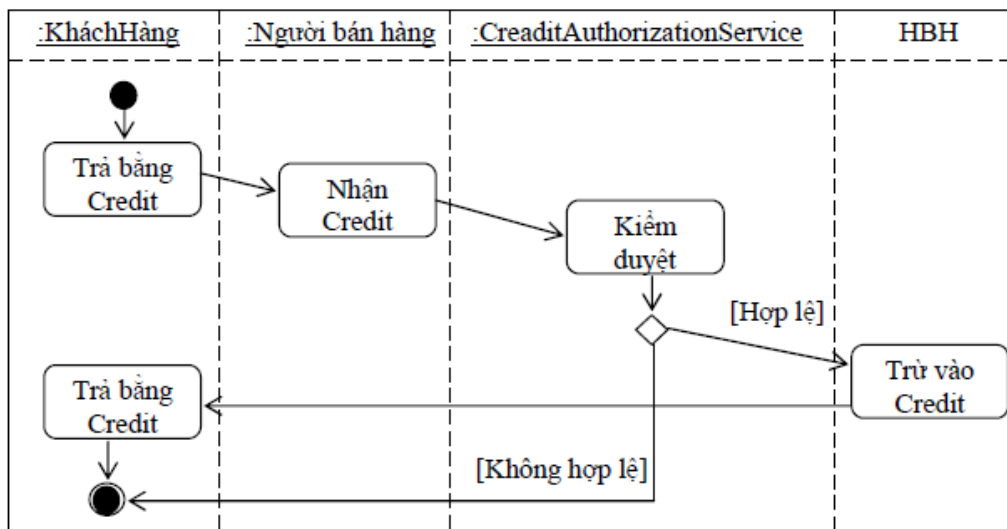 :KháchHàng
:Người bán hàng
:CreaditAuthorizationService
HBH
Trả bằng
Credit
Nhận
Credit
Kiểm
duyệt
[Hợp lệ]
Trừ vào
Credit
Trả bằng
Credit
[Không hợp lệ]